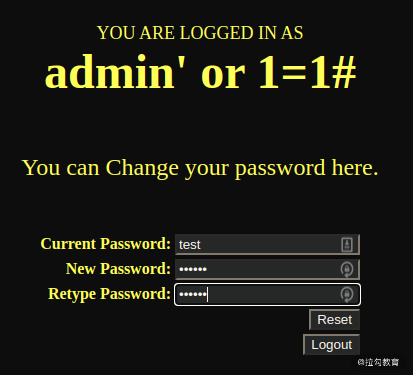 YOU ARE LOGGED IN AS
admin' or 1=1#
You can Change your password here.
Current Password: test
New Password: ••••••
Retype Password: ••••••
Reset
Logout
@拉勾教育